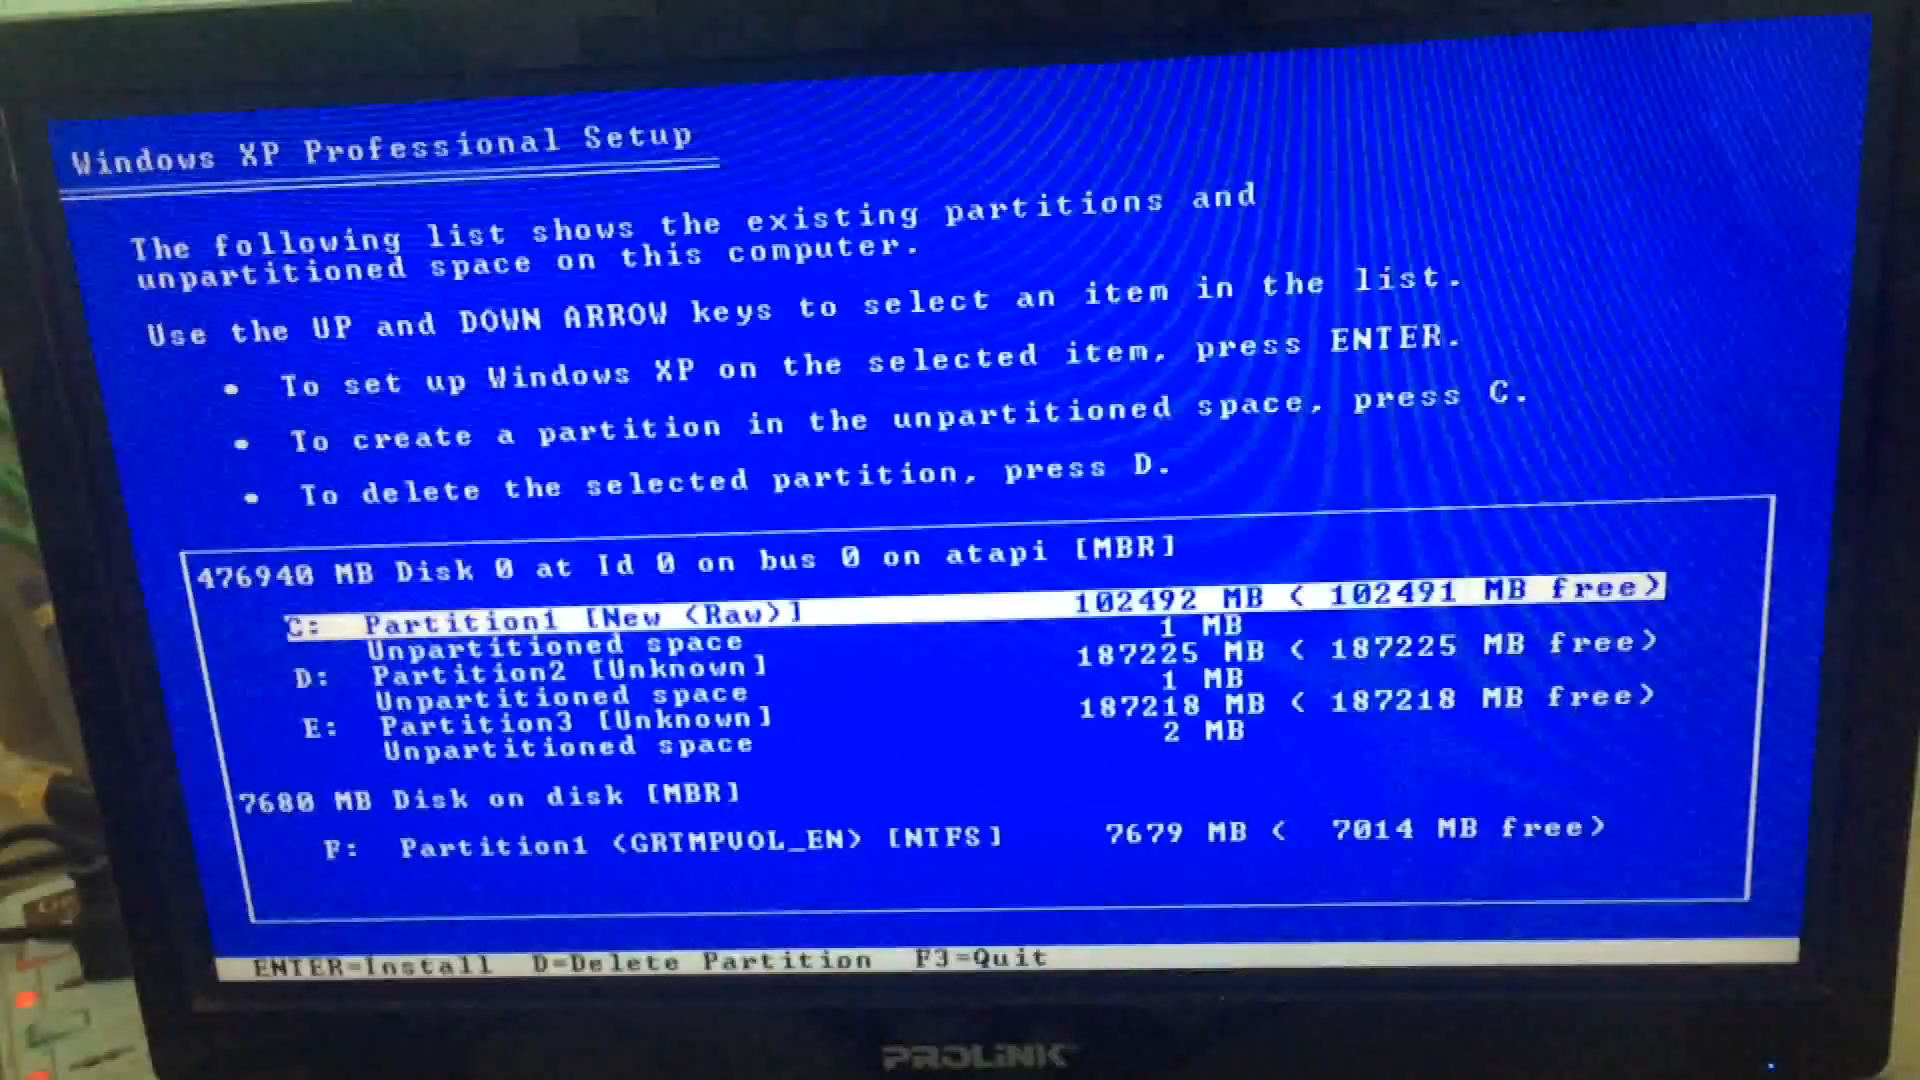 Windows XP Professional Setup
The following list shows the existing partitions and
unpartitioned space on this computer.
Use the UP and DOWN ARROW keys to select an item in the list.
• To set up Windows XP on the selected item, press ENTER.
• To create a partition in the unpartitioned space, press C.
• To delete the selected partition, press D.
476940 MB Disk 0 at Id 0 on bus 0 on atapi [MBR]
C: Partition1 [New (Raw)] 102492 MB ( 102491 MB free)
Unpartitioned space 1 MB
D: Partition2 [Unknown] 187225 MB ( 187225 MB free)
Unpartitioned space 1 MB
E: Partition3 [Unknown] 187218 MB ( 187218 MB free)
Unpartitioned space 2 MB
7680 MB Disk on disk [MBR]
F: Partition1 (GRTMPVOL_EN) [NTFS] 7679 MB ( 7014 MB free)
ENTER=Install D=Delete Partition F3=Quit
PROLiNK